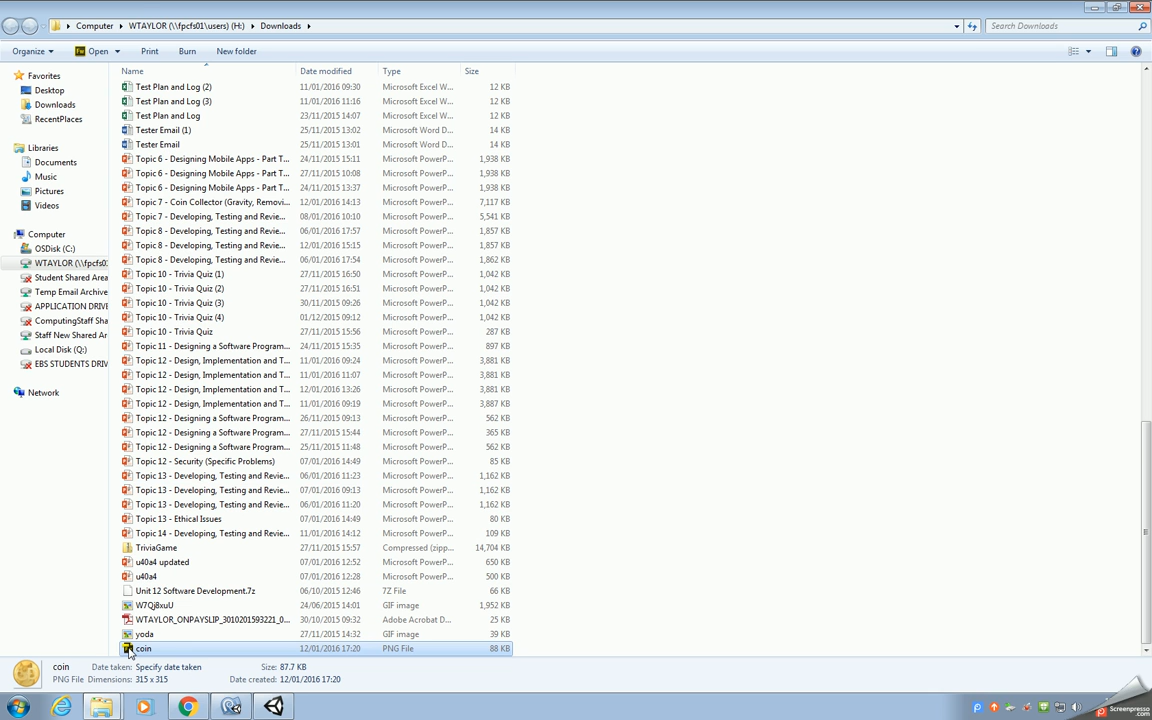 Computer ▸ WTAYLOR (\\fpcfs01\users) (H:) ▸ Downloads ▸ Search Downloads
Organize Open Print Burn New folder
Name Date modified Type Size
Favorites
Desktop
Downloads
RecentPlaces
Libraries
Documents
Music
Pictures
Videos
Computer
OSDisk (C:)
WTAYLOR (\\fpcfs01
Student Shared Area
Temp Email Archive
APPLICATION DRIVE
ComputingStaff Sha
Staff New Shared Ar
Local Disk (Q:)
EBS STUDENTS DRIV
Network
Test Plan and Log (2) 11/01/2016 09:30 Microsoft Excel W... 12 KB
Test Plan and Log (3) 11/01/2016 11:16 Microsoft Excel W... 12 KB
Test Plan and Log 23/11/2015 14:07 Microsoft Excel W... 12 KB
Tester Email (1) 25/11/2015 13:02 Microsoft Word D... 14 KB
Tester Email 25/11/2015 13:01 Microsoft Word D... 14 KB
Topic 6 - Designing Mobile Apps - Part T... 24/11/2015 15:11 Microsoft PowerP... 1,938 KB
Topic 6 - Designing Mobile Apps - Part T... 27/11/2015 10:08 Microsoft PowerP... 1,938 KB
Topic 6 - Designing Mobile Apps - Part T... 24/11/2015 13:37 Microsoft PowerP... 1,938 KB
Topic 7 - Coin Collector (Gravity, Removi... 12/01/2016 14:13 Microsoft PowerP... 7,117 KB
Topic 7 - Developing, Testing and Revie... 08/01/2016 10:10 Microsoft PowerP... 5,541 KB
Topic 8 - Developing, Testing and Revie... 06/01/2016 17:57 Microsoft PowerP... 1,857 KB
Topic 8 - Developing, Testing and Revie... 12/01/2016 15:15 Microsoft PowerP... 1,857 KB
Topic 8 - Developing, Testing and Revie... 06/01/2016 17:54 Microsoft PowerP... 1,862 KB
Topic 10 - Trivia Quiz (1) 27/11/2015 16:50 Microsoft PowerP... 1,042 KB
Topic 10 - Trivia Quiz (2) 27/11/2015 16:51 Microsoft PowerP... 1,042 KB
Topic 10 - Trivia Quiz (3) 30/11/2015 09:26 Microsoft PowerP... 1,042 KB
Topic 10 - Trivia Quiz (4) 01/12/2015 09:12 Microsoft PowerP... 1,042 KB
Topic 10 - Trivia Quiz 27/11/2015 15:56 Microsoft PowerP... 287 KB
Topic 11 - Designing a Software Program... 24/11/2015 15:35 Microsoft PowerP... 897 KB
Topic 12 - Design, Implementation and T... 11/01/2016 09:24 Microsoft PowerP... 3,881 KB
Topic 12 - Design, Implementation and T... 11/01/2016 11:07 Microsoft PowerP... 3,881 KB
Topic 12 - Design, Implementation and T... 12/01/2016 13:26 Microsoft PowerP... 3,881 KB
Topic 12 - Design, Implementation and T... 11/01/2016 09:19 Microsoft PowerP... 3,887 KB
Topic 12 - Designing a Software Program... 26/11/2015 09:13 Microsoft PowerP... 562 KB
Topic 12 - Designing a Software Program... 27/11/2015 15:44 Microsoft PowerP... 365 KB
Topic 12 - Designing a Software Program... 25/11/2015 11:48 Microsoft PowerP... 562 KB
Topic 12 - Security (Specific Problems) 07/01/2016 14:49 Microsoft PowerP... 85 KB
Topic 13 - Developing, Testing and Revie... 06/01/2016 11:23 Microsoft PowerP... 1,162 KB
Topic 13 - Developing, Testing and Revie... 07/01/2016 09:13 Microsoft PowerP... 1,162 KB
Topic 13 - Developing, Testing and Revie... 06/01/2016 11:20 Microsoft PowerP... 1,162 KB
Topic 13 - Ethical Issues 07/01/2016 14:49 Microsoft PowerP... 80 KB
Topic 14 - Developing, Testing and Revie... 11/01/2016 14:12 Microsoft PowerP... 109 KB
TriviaGame 27/11/2015 15:57 Compressed (zipp... 14,704 KB
u40a4 updated 07/01/2016 12:52 Microsoft PowerP... 650 KB
u40a4 07/01/2016 12:28 Microsoft PowerP... 500 KB
Unit 12 Software Development.7z 06/10/2015 12:46 7Z File 66 KB
W7Qj8xuU 24/06/2015 14:01 GIF image 1,952 KB
WTAYLOR_ONPAYSLIP_3010201593221_0... 30/10/2015 09:32 Adobe Acrobat D... 25 KB
yoda 27/11/2015 14:32 GIF image 39 KB
coin 12/01/2016 17:20 PNG File 88 KB
coin Date taken: Specify date taken Size: 87.7 KB
PNG File Dimensions: 315 x 315 Date created: 12/01/2016 17:20
Screenpresso
.com